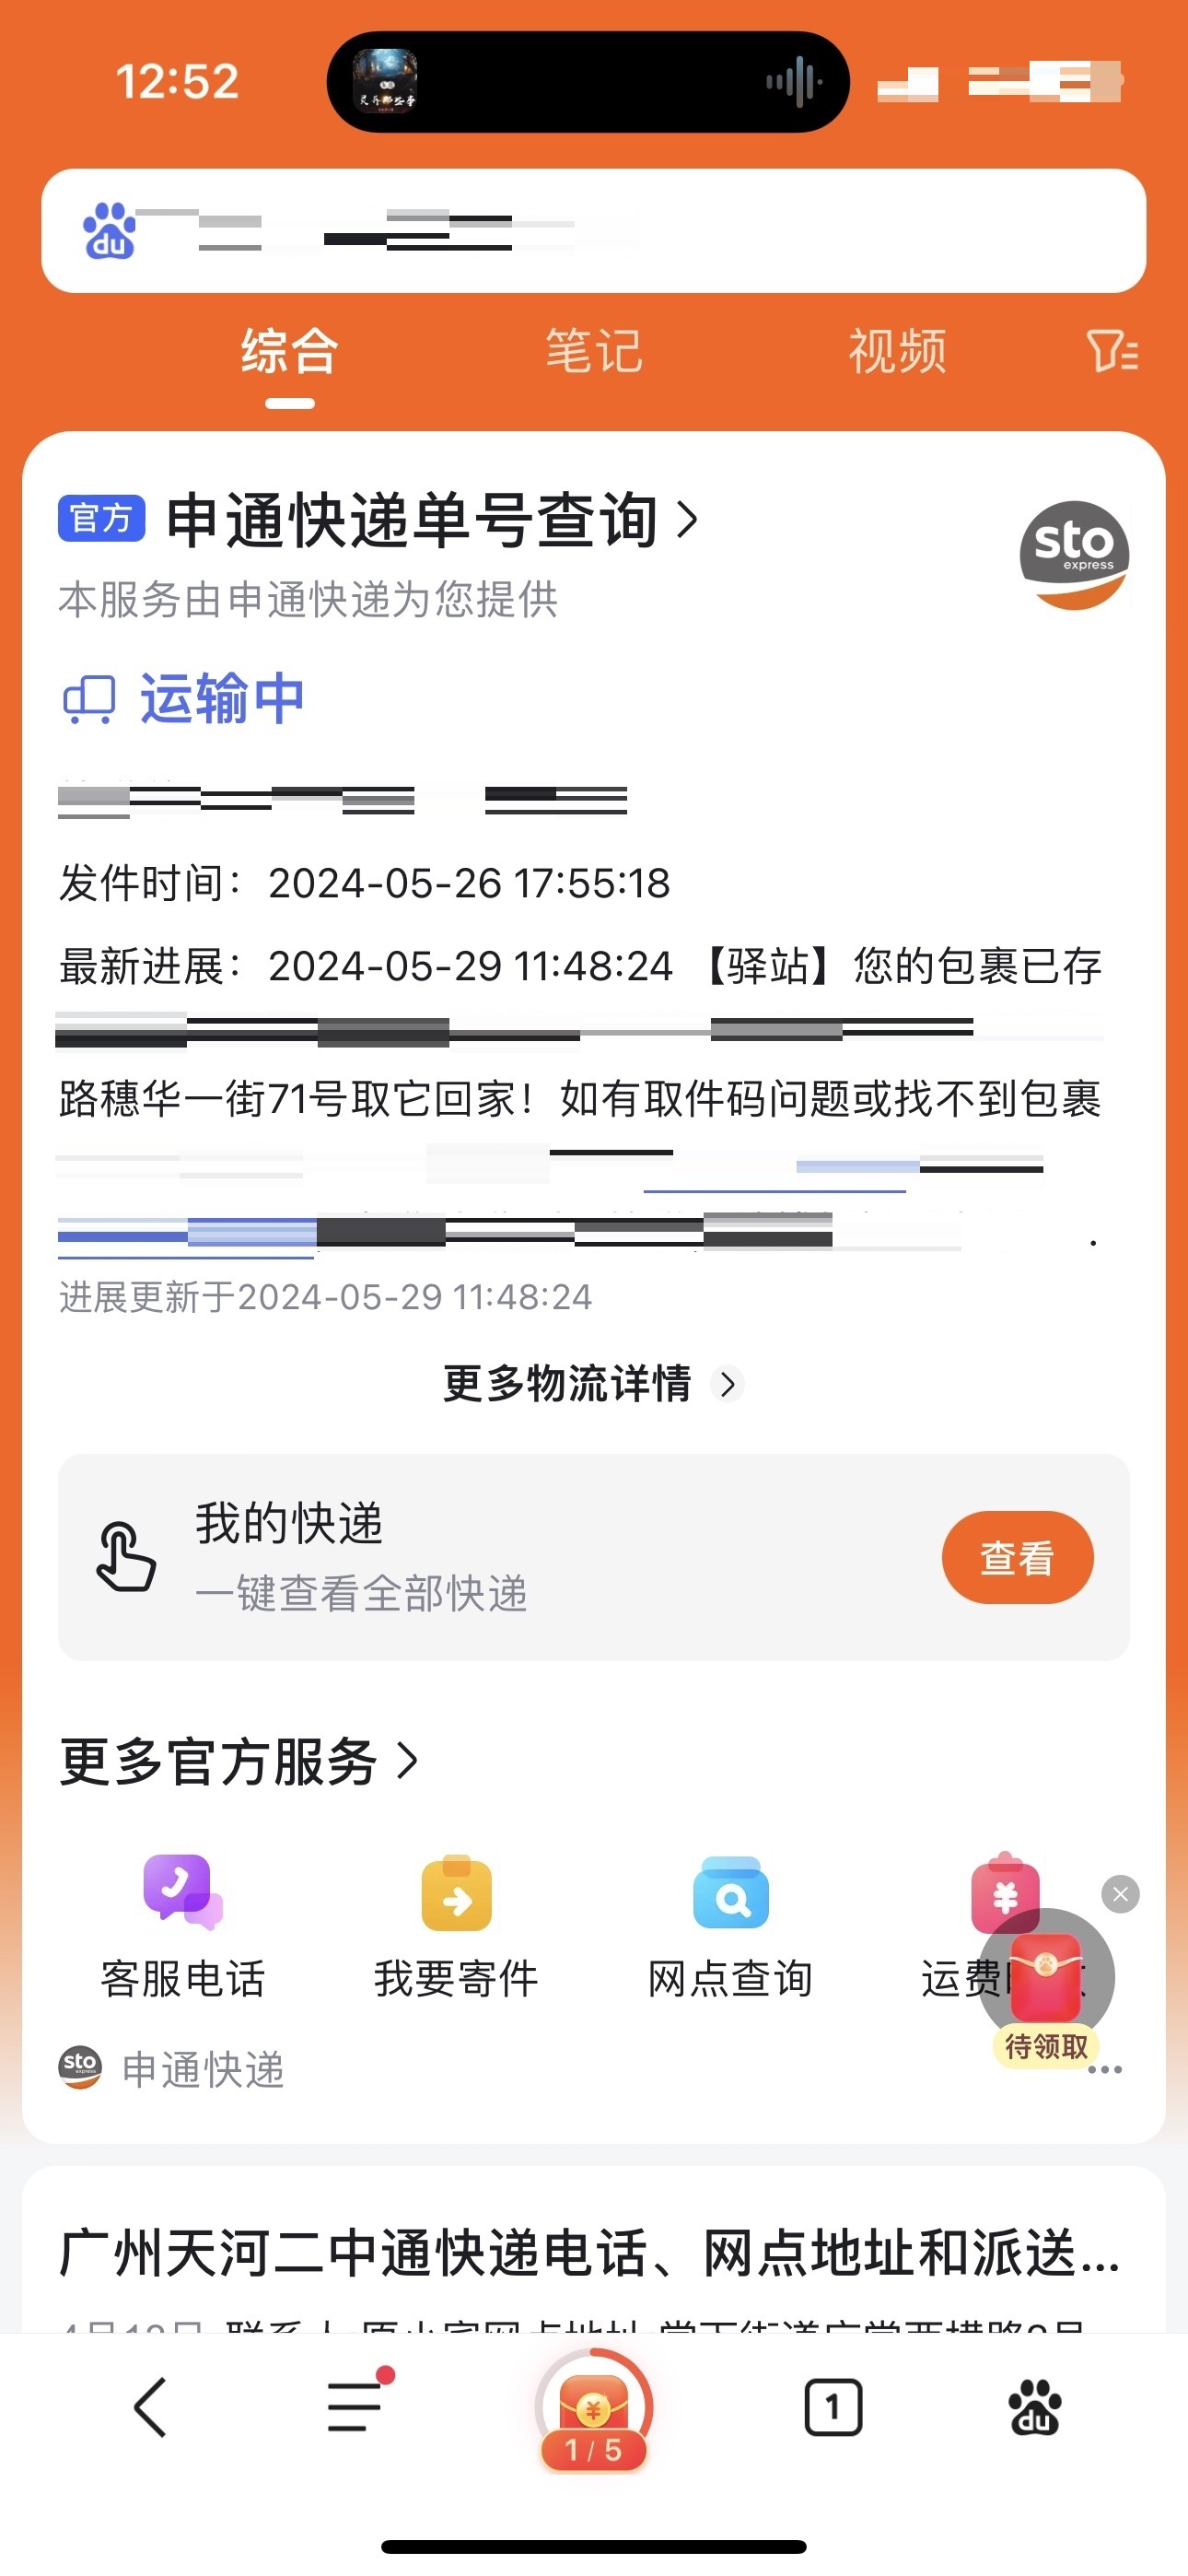 12:52
du
综合
笔记
视频
官方 申通快递单号查询
sto
express
本服务由申通快递为您提供
运输中
发件时间：2024-05-26 17:55:18
最新进展：2024-05-29 11:48:24 【驿站】您的包裹已存
路穗华一街71号取它回家！如有取件码问题或找不到包裹
进展更新于2024-05-29 11:48:24
更多物流详情
我的快递
一键查看全部快递
查看
更多官方服务
客服电话
我要寄件
网点查询
运费
待领取
sto
express
申通快递
广州天河二中通快递电话、网点地址和派送...
1 / 5
1
du